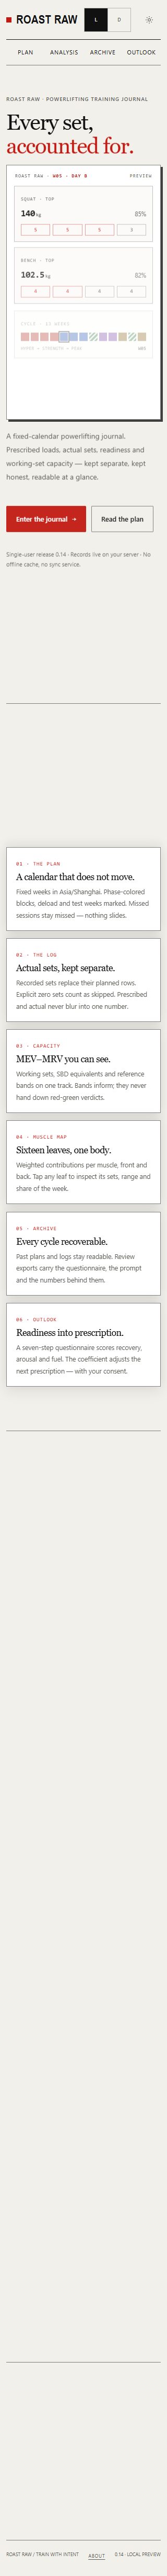 ROAST RAW
L D
PLAN ANALYSIS ARCHIVE OUTLOOK
ROAST RAW · POWERLIFTING TRAINING JOURNAL
Every set,
accounted for.
ROAST RAW · W05 · DAY B PREVIEW
SQUAT · TOP
140kg 85%
5 5 5 3
BENCH · TOP
102.5kg 82%
6 6 6 6
W05
A fixed-calendar powerlifting journal.
Prescribed loads, actual sets, readiness and
working-set capacity — kept separate, kept
honest, readable at a glance.
Enter the journal → Read the plan
Single-user release 0.14 · Records live on your server · No
offline cache, no sync service.
01 · THE PLAN
A calendar that does not move.
Fixed weeks in Asia/Shanghai. Phase-colored
blocks, deload and test weeks marked. Missed
sessions stay missed — nothing slides.
02 · THE LOG
Actual sets, kept separate.
Recorded sets replace their planned rows.
Explicit zero sets count as skipped. Prescribed
and actual never blur into one number.
03 · CAPACITY
MEV–MRV you can see.
Working sets, SBD equivalents and reference
bands on one track. Bands inform; they never
hand down red-green verdicts.
04 · MUSCLE MAP
Sixteen leaves, one body.
Weighted contributions per muscle, front and
back. Tap any leaf to inspect its sets, range and
share of the week.
05 · ARCHIVE
Every cycle recoverable.
Past plans and logs stay readable. Review
exports carry the questionnaire, the prompt
and the numbers behind them.
06 · OUTLOOK
Readiness into prescription.
A seven-step questionnaire scores recovery,
arousal and fuel. The coefficient adjusts the
next prescription — with your consent.
ROAST RAW / TRAIN WITH INTENT ABOUT 0.14 · LOCAL PREVIEW